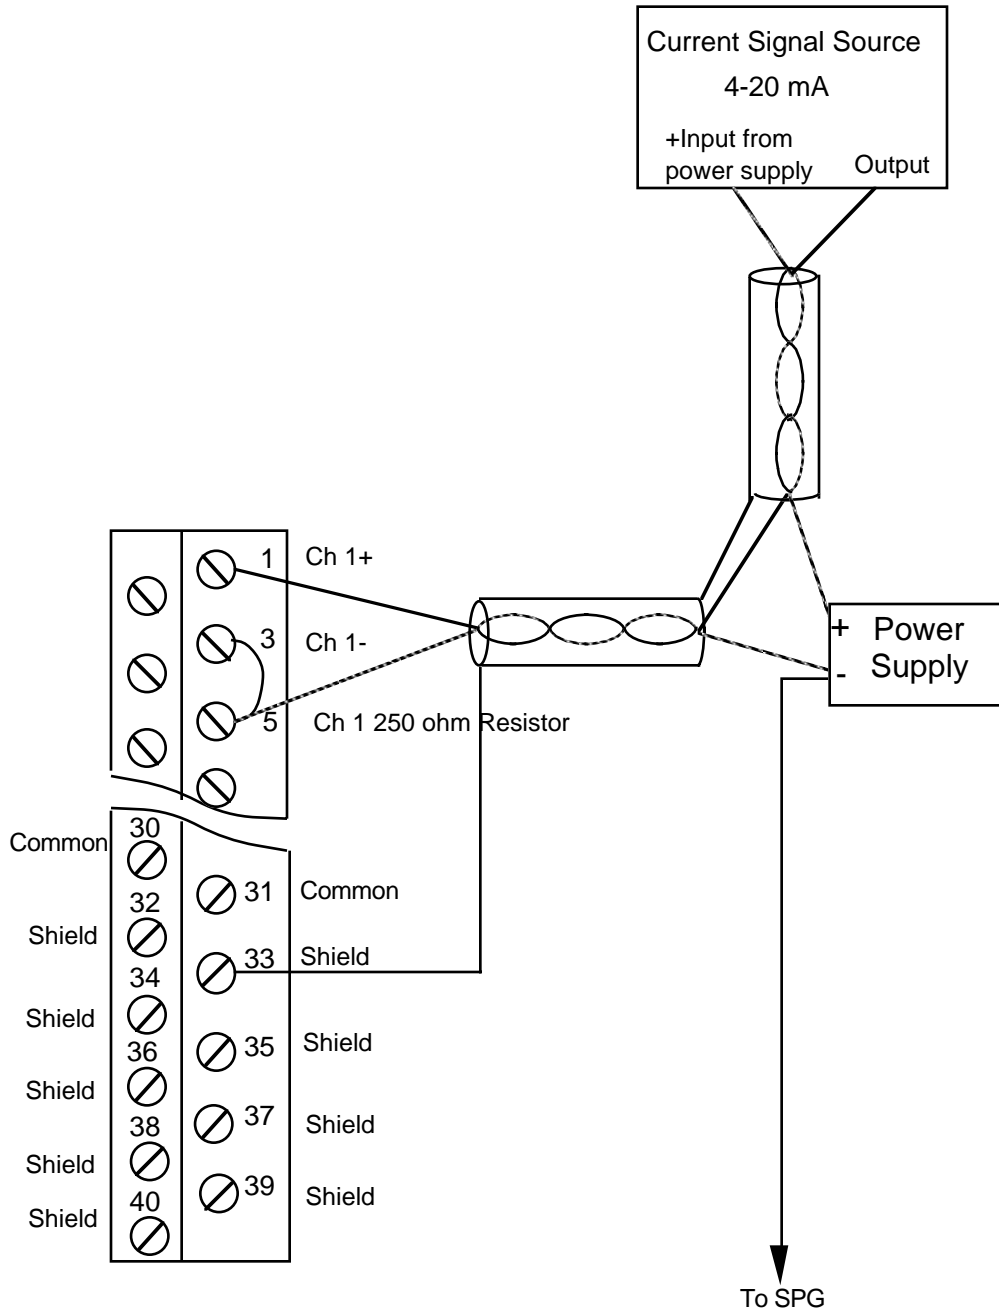 Current Signal Source
4-20 mA
+Input from
power supply
Output
1
Ch 1+
3
Ch 1-
5
Ch 1 250 ohm Resistor
+
-
Power
Supply
30
Common
31
Common
32
Shield
33
Shield
34
Shield
35
Shield
36
Shield
37
Shield
38
Shield
39
Shield
40
Shield
To SPG